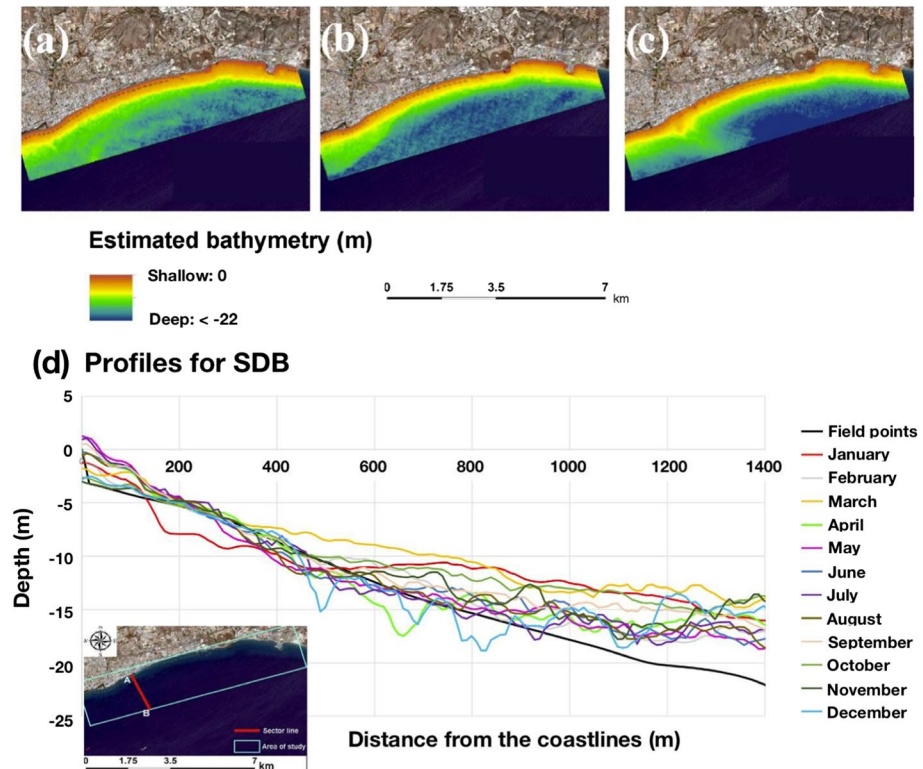 (a)
(b)
(c)
Estimated bathymetry (m)
Shallow: 0
Deep: < -22
0 1.75 3.5 7
km
(d) Profiles for SDB
5
0
-5
-10
-15
-20
-25
Depth (m)
200 400 600 800 1000 1200 1400
Distance from the coastlines (m)
Field points
January
February
March
April
May
June
July
August
September
October
November
December
N
A
B
Sector line
Area of study
0 1.75 3.5 7 km